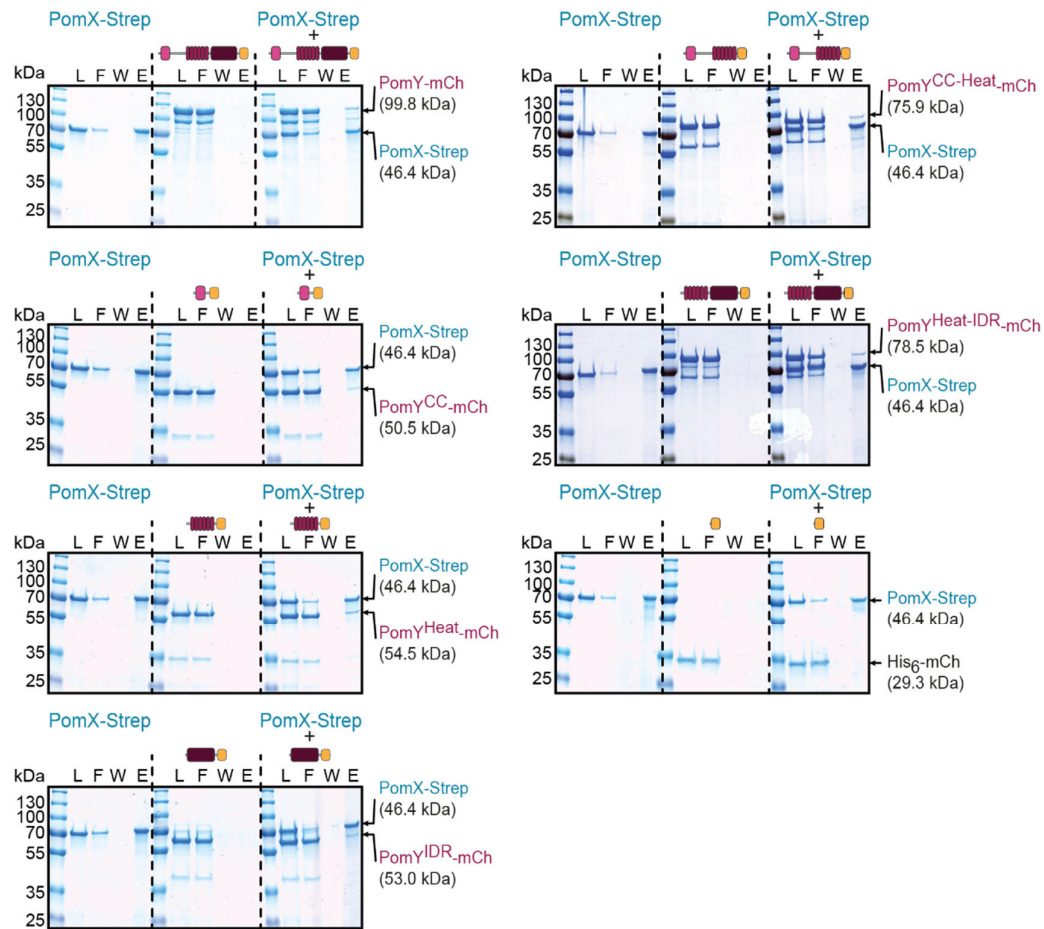 PomX-Strep
PomX-Strep
+
kDa L F W E L F W E L F W E
130
100
70
55
35
25
PomY-mCh
(99.8 kDa)
PomX-Strep
(46.4 kDa)
PomX-Strep
PomX-Strep
+
kDa L F W E L F W E L F W E
130
100
70
55
35
25
PomYCC-Heat-mCh
(75.9 kDa)
PomX-Strep
(46.4 kDa)
PomX-Strep
PomX-Strep
+
kDa L F W E L F W E L F W E
130
100
70
55
35
25
PomX-Strep
(46.4 kDa)
PomYCC-mCh
(50.5 kDa)
PomX-Strep
PomX-Strep
+
kDa L F W E L F W E L F W E
130
100
70
55
35
25
PomYHeat-IDR-mCh
(78.5 kDa)
PomX-Strep
(46.4 kDa)
PomX-Strep
PomX-Strep
+
kDa L F W E L F W E L F W E
130
100
70
55
35
25
PomX-Strep
(46.4 kDa)
PomYHeat-mCh
(54.5 kDa)
PomX-Strep
PomX-Strep
+
kDa L F W E L F W E L F W E
130
100
70
55
35
25
PomX-Strep
(46.4 kDa)
His6-mCh
(29.3 kDa)
PomX-Strep
PomX-Strep
+
kDa L F W E L F W E L F W E
130
100
70
55
35
25
PomX-Strep
(46.4 kDa)
PomYIDR-mCh
(53.0 kDa)